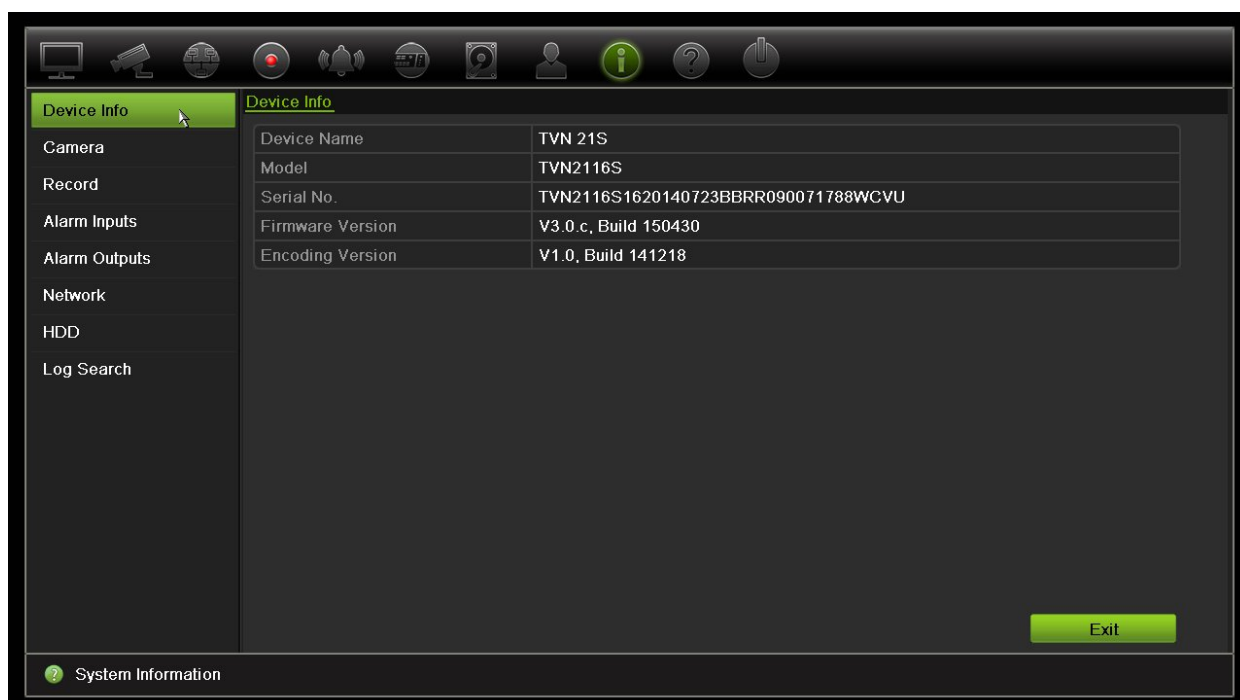 Device Info
Camera
Record
Alarm Inputs
Alarm Outputs
Network
HDD
Log Search
Device Info
Device Name TVN 21S
Model TVN2116S
Serial No. TVN2116S1620140723BBRR090071788WCVU
Firmware Version V3.0.c, Build 150430
Encoding Version V1.0, Build 141218
Exit
System Information